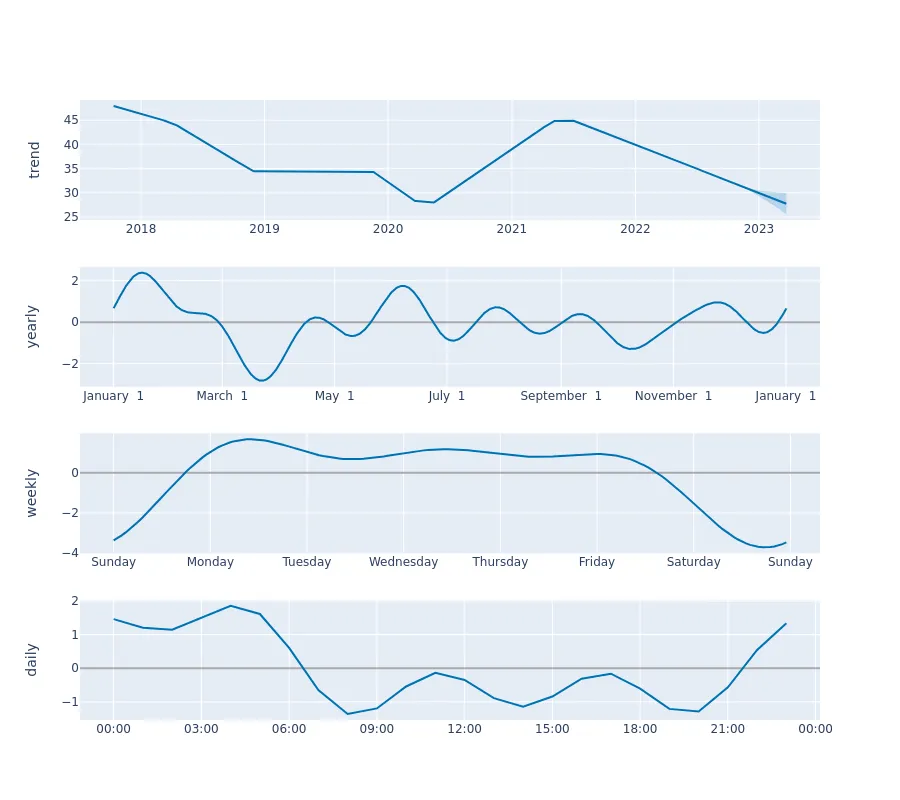 trend
45
40
35
30
25
2018 2019 2020 2021 2022 2023
yearly
2
0
−2
January 1 March 1 May 1 July 1 September 1 November 1 January 1
weekly
0
−2
−4
Sunday Monday Tuesday Wednesday Thursday Friday Saturday Sunday
daily
2
1
0
−1
00:00 03:00 06:00 09:00 12:00 15:00 18:00 21:00 00:00